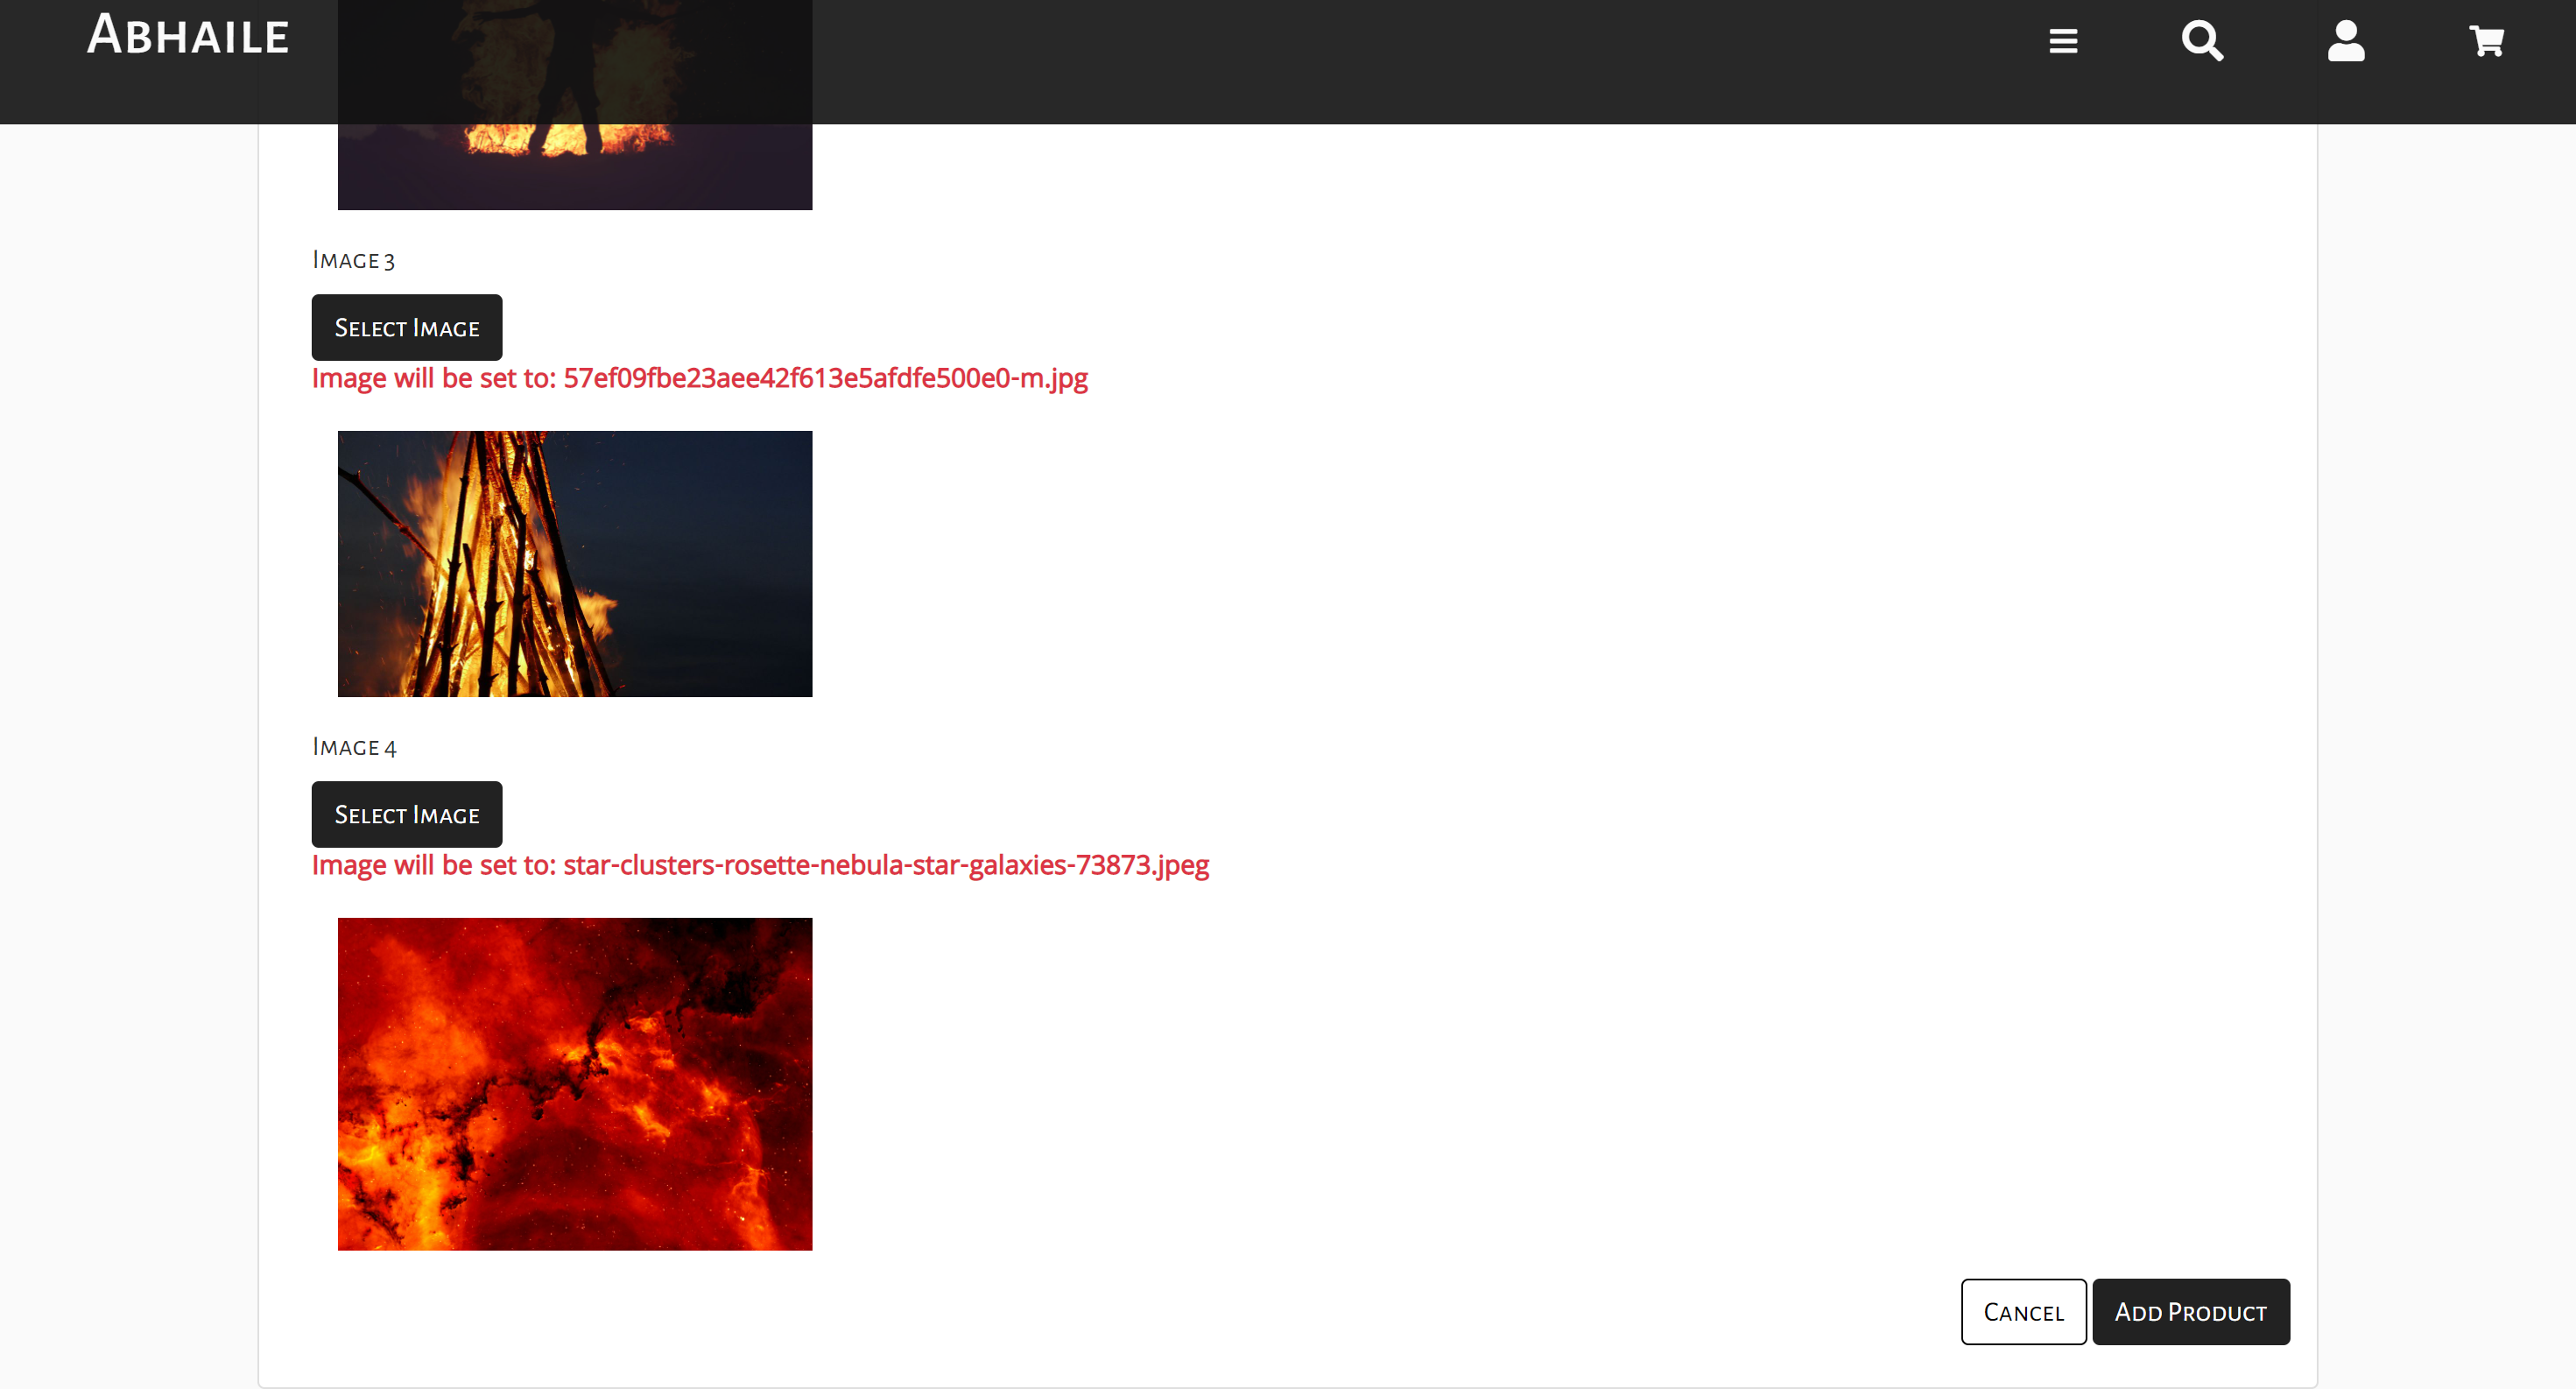 Abhaile
Image 3
Select Image
Image will be set to: 57ef09fbe23aee42f613e5afdfe500e0-m.jpg
Image 4
Select Image
Image will be set to: star-clusters-rosette-nebula-star-galaxies-73873.jpeg
Cancel Add Product